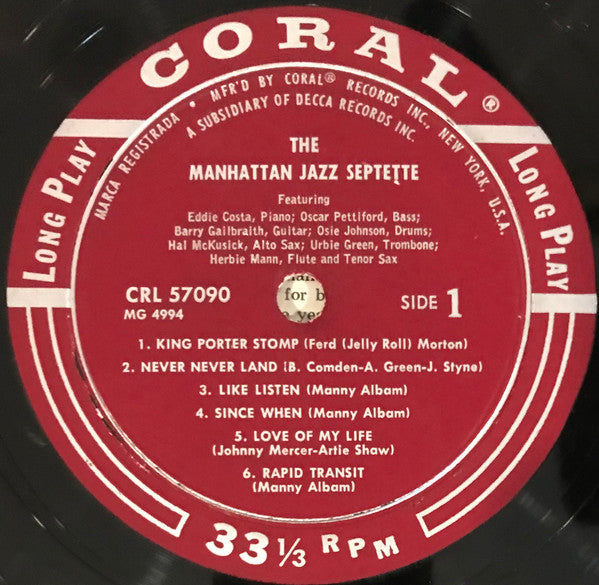 CORAL®
MARCA REGISTRADA • MFR'D BY CORAL® RECORDS INC., NEW YORK, U.S.A.
A SUBSIDIARY OF DECCA RECORDS INC.
LONG PLAY
LONG PLAY
THE
MANHATTAN JAZZ SEPTETTE
Featuring
Eddie Costa, Piano; Oscar Pettiford, Bass;
Barry Gailbraith, Guitar; Osie Johnson, Drums;
Hal McKusick, Alto Sax; Urbie Green, Trombone;
Herbie Mann, Flute and Tenor Sax
CRL 57090
MG 4994
for b
SIDE 1
1. KING PORTER STOMP (Ferd (Jelly Roll) Morton)
2. NEVER NEVER LAND (B. Comden-A. Green-J. Styne)
3. LIKE LISTEN (Manny Albam)
4. SINCE WHEN (Manny Albam)
5. LOVE OF MY LIFE
(Johnny Mercer-Artie Shaw)
6. RAPID TRANSIT
(Manny Albam)
33⅓ RPM